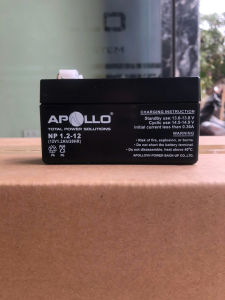 APOLLO
TOTAL POWER SOLUTIONS
NP 1.2-12
(12V1.2AH/20HR)
CHARGING INSTRUCTION
Standby use: 13.6-13.8 V
Cyclic use: 14.5-14.9 V
Initial current less than 0.36A
WARNING
Risk of fire, explosion, or burns.
Do not short the battery terminal.
Do not disassemble, heat above 40°C.
APOLLO POWER BACK-UP CO.,LTD.
Pb